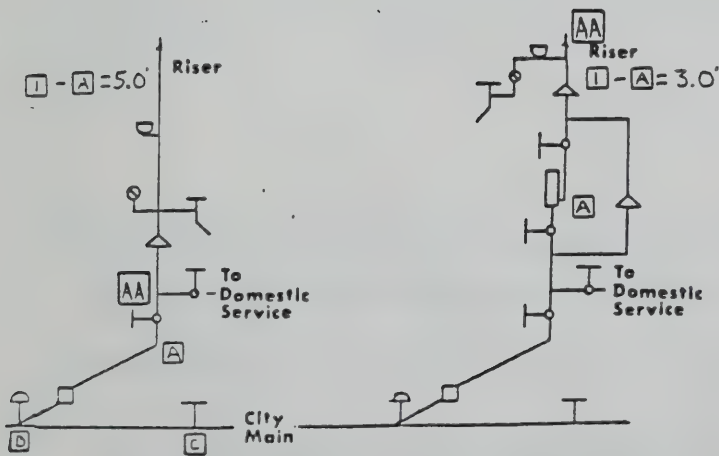 Riser
1 - A = 5.0'
AA
To
Domestic
Service
A
D
C
City
Main
AA
Riser
1 - A = 3.0'
A
To
Domestic
Service